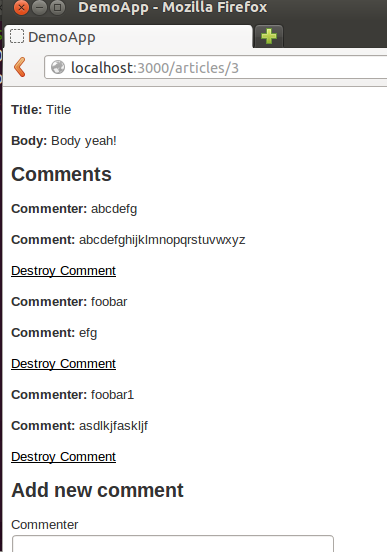 DemoApp - Mozilla Firefox
DemoApp
localhost:3000/articles/3
Title: Title
Body: Body yeah!
Comments
Commenter: abcdefg
Comment: abcdefghijklmnopqrstuvwxyz
Destroy Comment
Commenter: foobar
Comment: efg
Destroy Comment
Commenter: foobar1
Comment: asdlkjfaskljf
Destroy Comment
Add new comment
Commenter